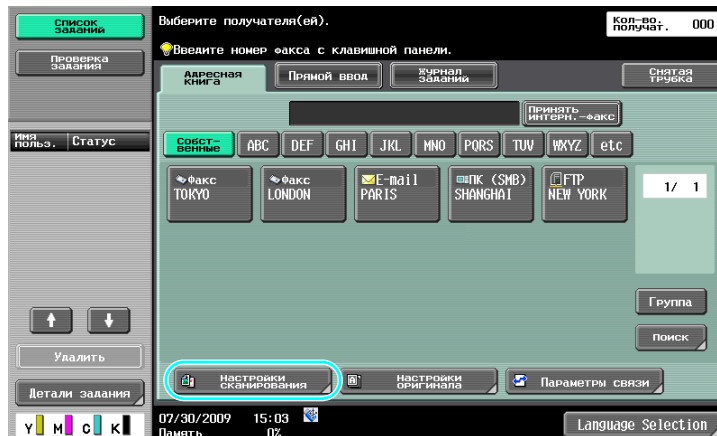 Список
заданий
Проверка
задания
Имя
польз.
Статус
Удалить
Детали задания
Y M C K
Выберите получателя(ей).
Кол-во.
получат.
000
Введите номер факса с клавишной панели.
Адресная
книга
Прямой ввод
Журнал
заданий
Снятая
трубка
Принять
интерн.-факс
Собст-
венные
ABC DEF GHI JKL MNO PQRS TUV WXYZ etc
Факс
TOKYO
Факс
LONDON
E-mail
PARIS
ПК (SMB)
SHANGHAI
FTP
NEW YORK
1/ 1
Группа
Поиск
Настройки
сканирования
Настройки
оригинала
Параметры связи
07/30/2009 15:03
Память 0%
Language Selection